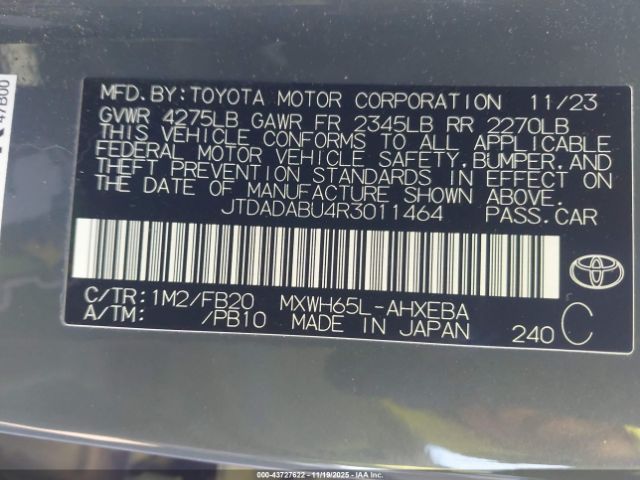 MFD.BY:TOYOTA MOTOR CORPORATION 11/23
GVWR 4275LB GAWR FR 2345LB RR 2270LB
THIS VEHICLE CONFORMS TO ALL APPLICABLE
FEDERAL MOTOR VEHICLE SAFETY,BUMPER,AND
THEFT PREVENTION STANDARDS IN EFFECT ON
THE DATE OF MANUFACTURE SHOWN ABOVE.
JTDADABU4R3011464 PASS.CAR
C/TR:1M2/FB20 MXWH65L-AHXEBA
A/TM: /PB10 MADE IN JAPAN 240 C
TOYOTA
47B00
000-43727622 - 11/19/2025 - IAA Inc.